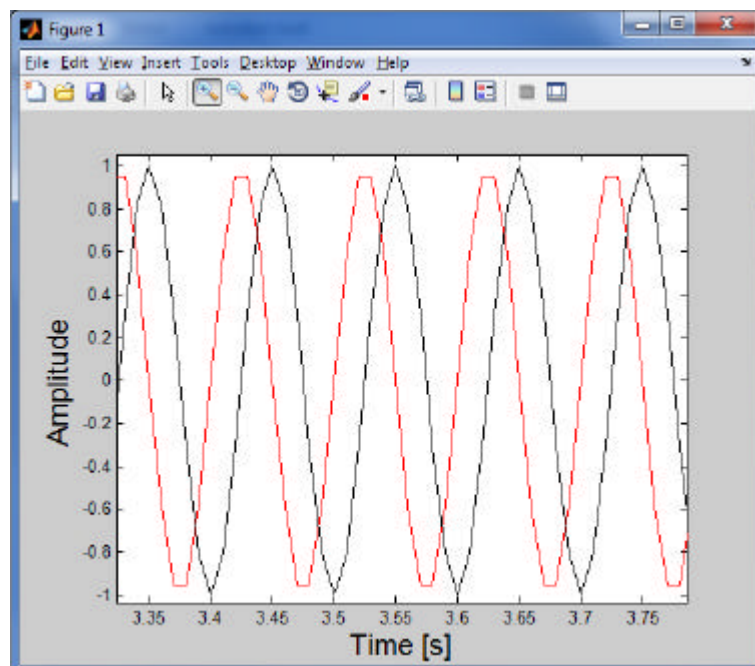 Figure 1
File Edit View Insert Tools Desktop Window Help
1
0.8
0.6
0.4
0.2
0
-0.2
-0.4
-0.6
-0.8
-1
Amplitude
3.35 3.4 3.45 3.5 3.55 3.6 3.65 3.7 3.75
Time [s]